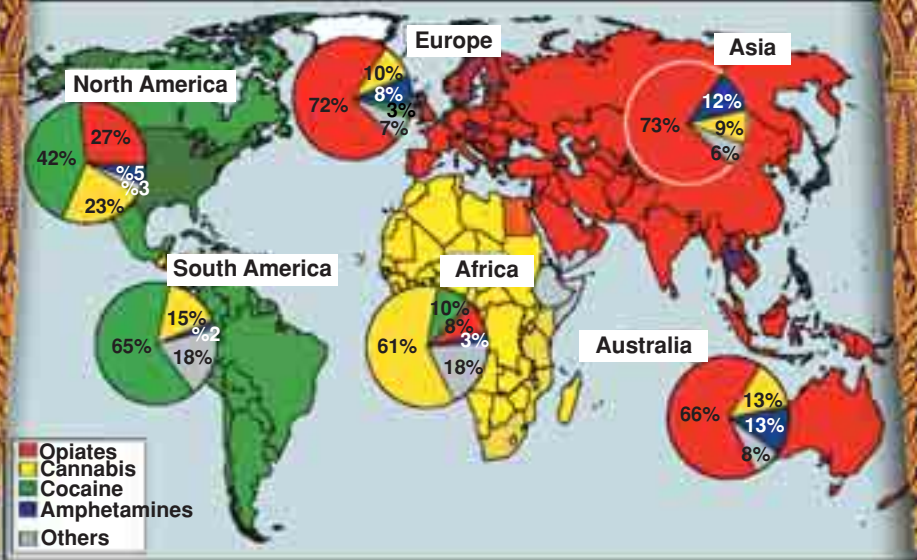 Europe
10%
8%
3%
72%
7%
Asia
12%
73%
9%
6%
North America
27%
42%
%5
%3
23%
South America
15%
%2
65%
18%
Africa
10%
8%
3%
61%
18%
Australia
13%
66%
13%
8%
Opiates
Cannabis
Cocaine
Amphetamines
Others